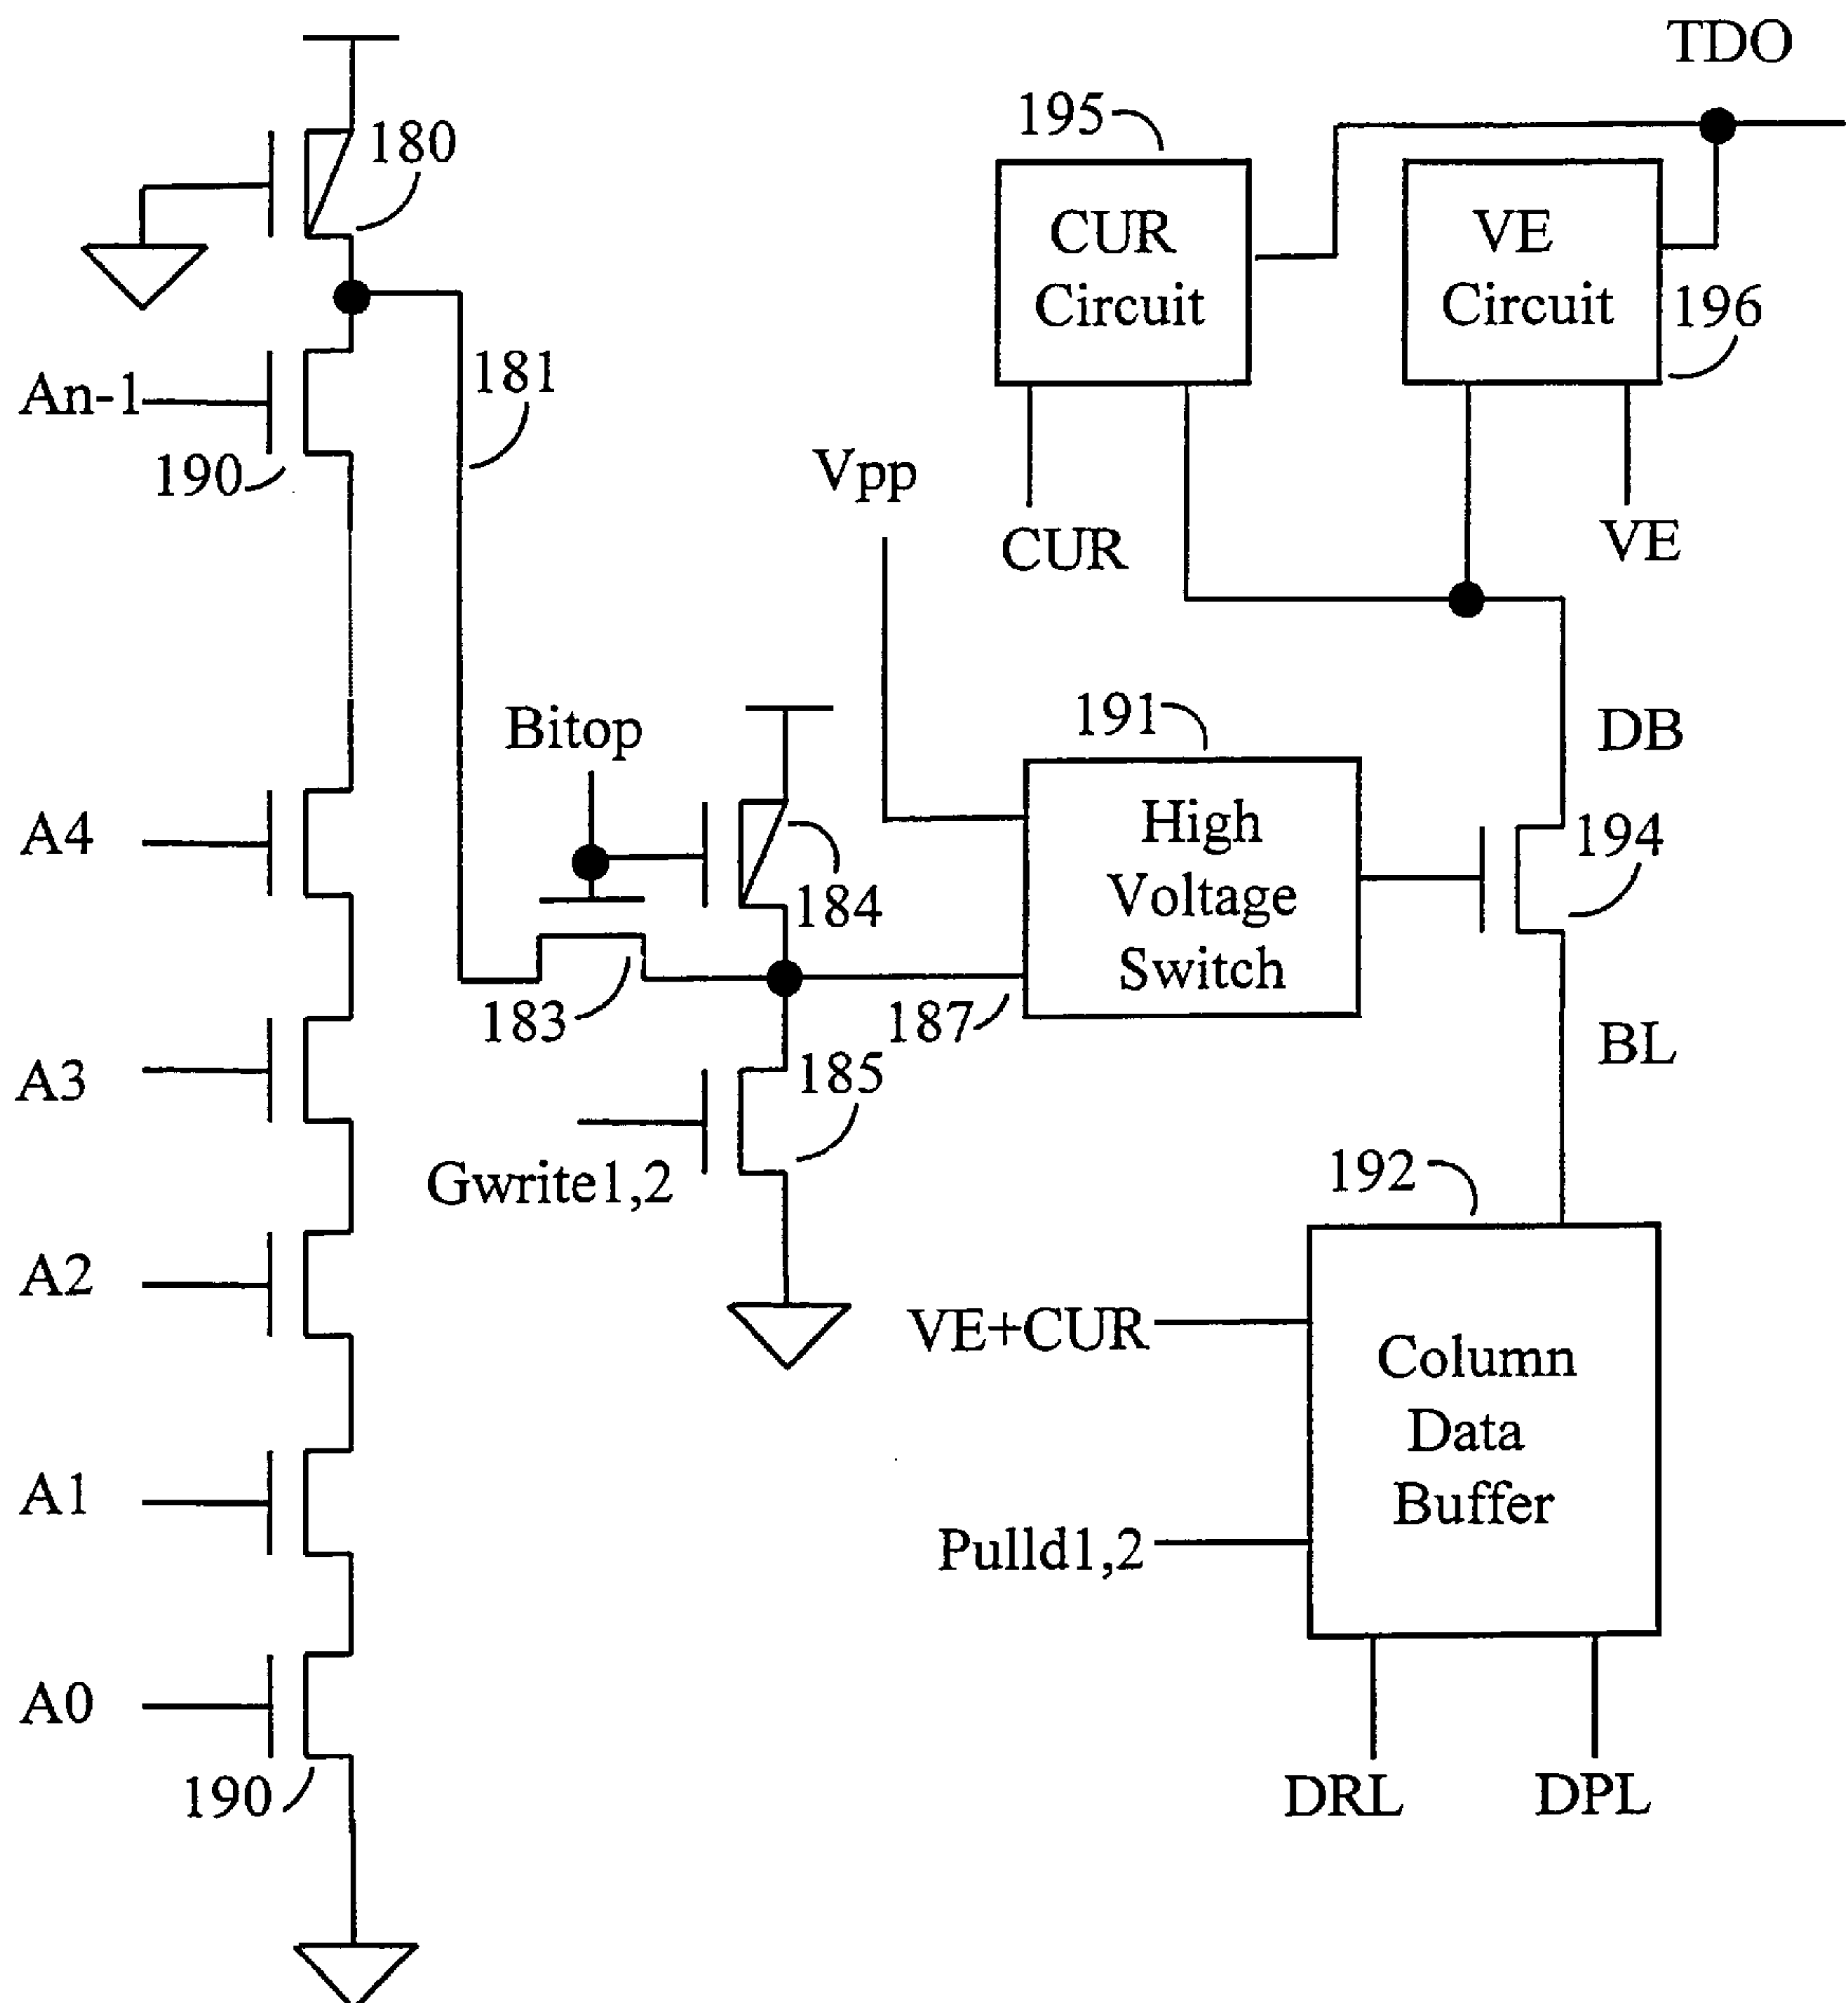 TDO
195
180
CUR
Circuit
VE
Circuit
196
An-1
181
190
Vpp
CUR
VE
191
DB
Bitop
High
Voltage
Switch
A4
184
194
183
187
BL
A3
185
Gwrite1,2
192
A2
VE+CUR
Column
Data
Buffer
A1
Pulld1,2
A0
190
DRL
DPL